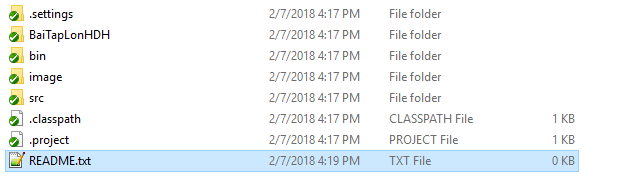 .settings 2/7/2018 4:17 PM File folder
BaiTapLonHDH 2/7/2018 4:17 PM File folder
bin 2/7/2018 4:17 PM File folder
image 2/7/2018 4:17 PM File folder
src 2/7/2018 4:17 PM File folder
.classpath 2/7/2018 4:17 PM CLASSPATH File 1 KB
.project 2/7/2018 4:17 PM PROJECT File 1 KB
README.txt 2/7/2018 4:19 PM TXT File 0 KB